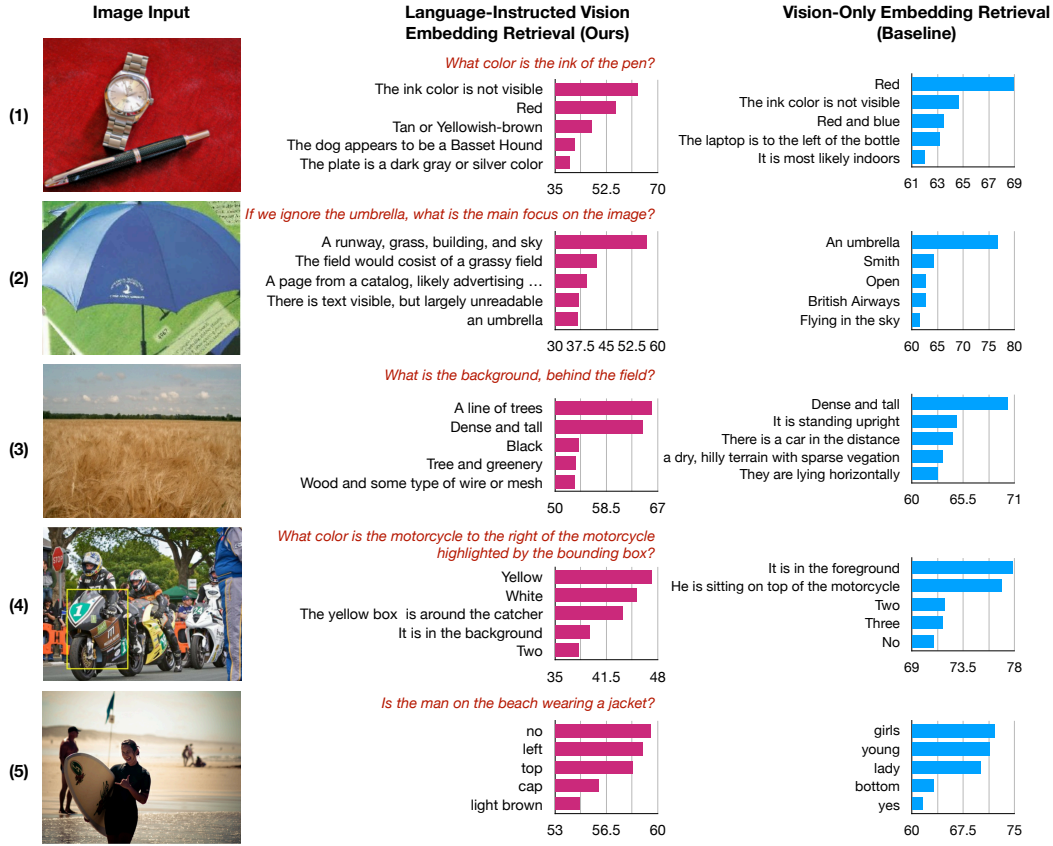 Image Input
Language-Instructed Vision
Embedding Retrieval (Ours)
Vision-Only Embedding Retrieval
(Baseline)
(1)
What color is the ink of the pen?
The ink color is not visible
Red
Tan or Yellowish-brown
The dog appears to be a Basset Hound
The plate is a dark gray or silver color
35 52.5 70
Red
The ink color is not visible
Red and blue
The laptop is to the left of the bottle
It is most likely indoors
61 63 65 67 69
(2)
If we ignore the umbrella, what is the main focus on the image?
A runway, grass, building, and sky
The field would cosist of a grassy field
A page from a catalog, likely advertising ...
There is text visible, but largely unreadable
an umbrella
30 37.5 45 52.5 60
An umbrella
Smith
Open
British Airways
Flying in the sky
60 65 70 76 80
(3)
What is the background, behind the field?
A line of trees
Dense and tall
Black
Tree and greenery
Wood and some type of wire or mesh
50 58.5 67
Dense and tall
It is standing upright
There is a car in the distance
a dry, hilly terrain with sparse vegation
They are lying horizontally
60 65.5 71
(4)
STOP
1
What color is the motorcycle to the right of the motorcycle
highlighted by the bounding box?
Yellow
White
The yellow box is around the catcher
It is in the background
Two
35 41.5 48
It is in the foreground
He is sitting on top of the motorcycle
Two
Three
No
69 73.5 78
(5)
Is the man on the beach wearing a jacket?
no
left
top
cap
light brown
53 56.5 60
girls
young
lady
bottom
yes
60 67.5 75